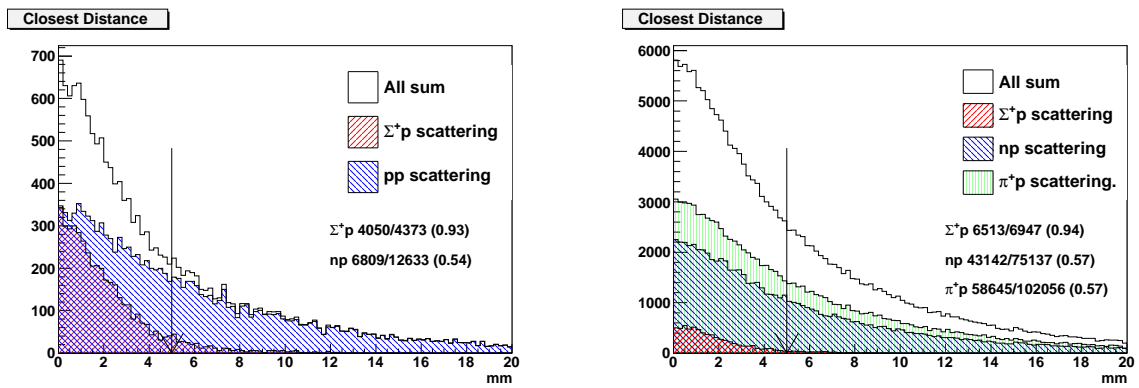 Closest Distance
700
600
500
400
300
200
100
0
All sum
Σ⁺p scattering
pp scattering
Σ⁺p 4050/4373 (0.93)
np 6809/12633 (0.54)
0 2 4 6 8 10 12 14 16 18 20
mm
Closest Distance
6000
5000
4000
3000
2000
1000
0
All sum
Σ⁺p scattering
np scattering
π⁺p scattering.
Σ⁺p 6513/6947 (0.94)
np 43142/75137 (0.57)
π⁺p 58645/102056 (0.57)
0 2 4 6 8 10 12 14 16 18 20
mm